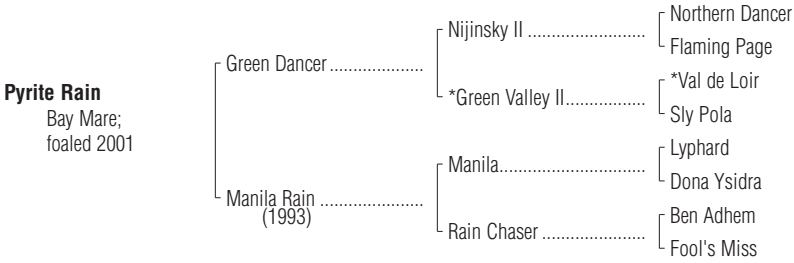 Northern Dancer
Nijinsky II ........................
Flaming Page
Green Dancer ...................
*Val de Loir
*Green Valley II................
Sly Pola
Pyrite Rain
Bay Mare;
foaled 2001
Lyphard
Manila..............................
Dona Ysidra
Manila Rain .....................
(1993)
Ben Adhem
Rain Chaser .....................
Fool's Miss